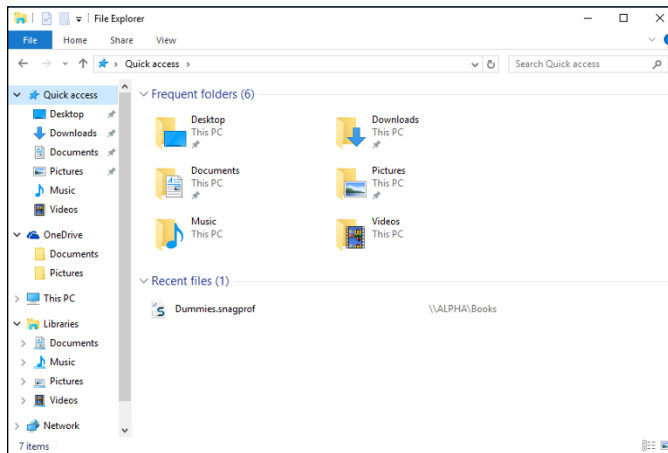 File Explorer
File Home Share View
Quick access
Search Quick access
Quick access
Desktop
Downloads
Documents
Pictures
Music
Videos
OneDrive
Documents
Pictures
This PC
Libraries
Documents
Music
Pictures
Videos
Network
Frequent folders (6)
Desktop
This PC
Downloads
This PC
Documents
This PC
Pictures
This PC
Music
This PC
Videos
This PC
Recent files (1)
Dummies.snagprof \\ALPHA\Books
7 items